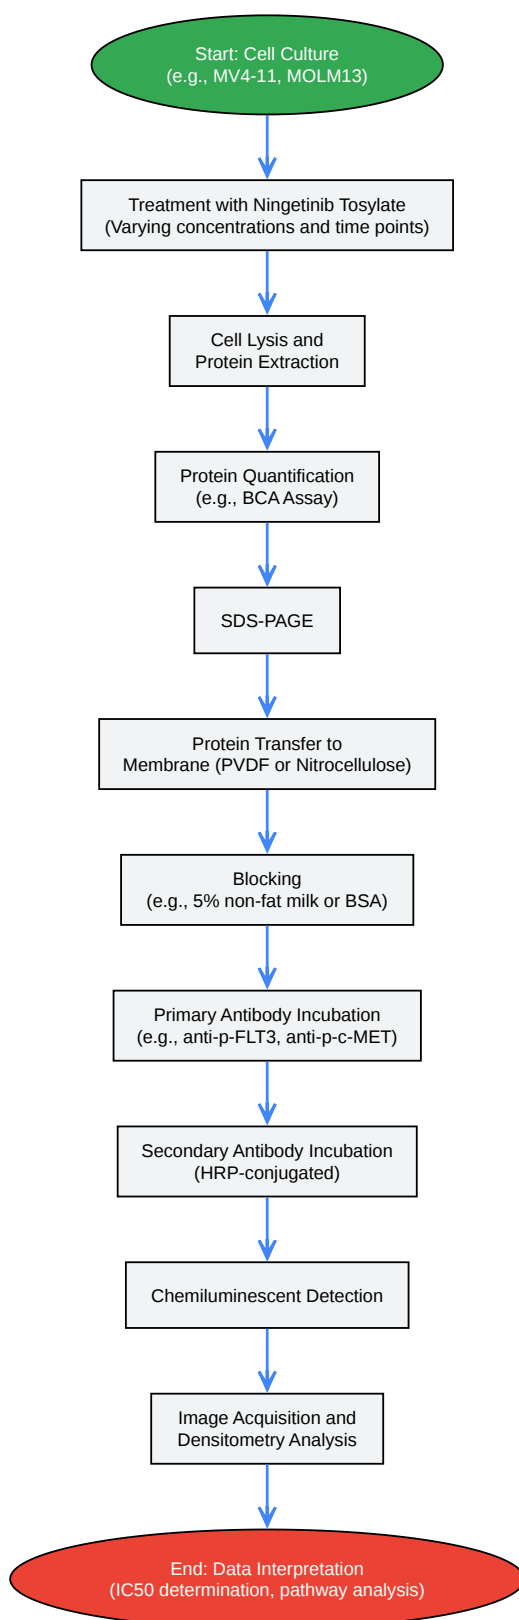 Start: Cell Culture
(e.g., MV4-11, MOLM13)
Treatment with Ningetinib Tosylate
(Varying concentrations and time points)
Cell Lysis and
Protein Extraction
Protein Quantification
(e.g., BCA Assay)
SDS-PAGE
Protein Transfer to
Membrane (PVDF or Nitrocellulose)
Blocking
(e.g., 5% non-fat milk or BSA)
Primary Antibody Incubation
(e.g., anti-p-FLT3, anti-p-c-MET)
Secondary Antibody Incubation
(HRP-conjugated)
Chemiluminescent Detection
Image Acquisition and
Densitometry Analysis
End: Data Interpretation
(IC50 determination, pathway analysis)